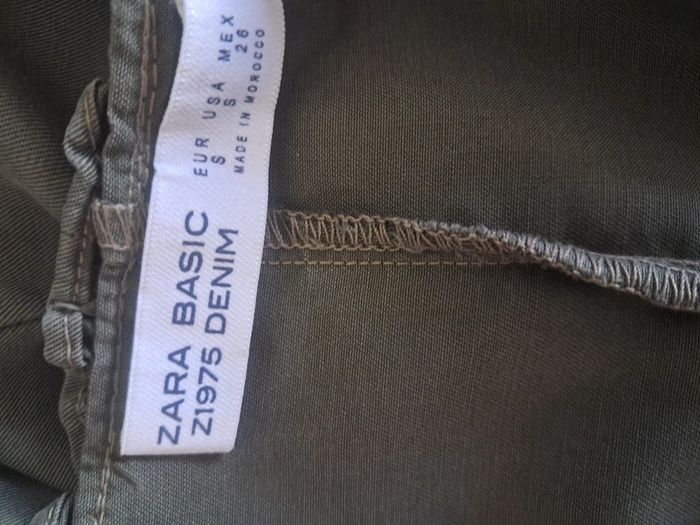 ZARA BASIC
Z1975 DENIM
EUR USA MEX
S S 26
MADE IN MOROCCO